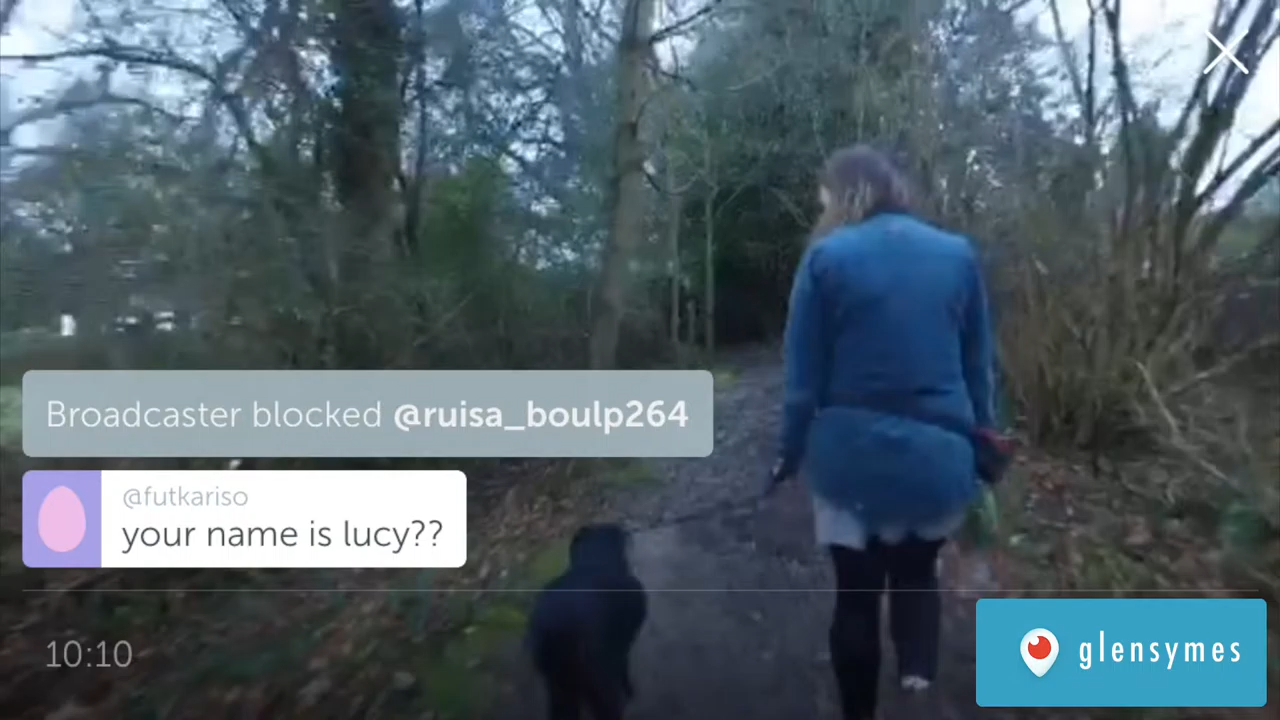 Broadcaster blocked @ruisa_boulp264
@futkariso
your name is lucy??
10:10
glensymes